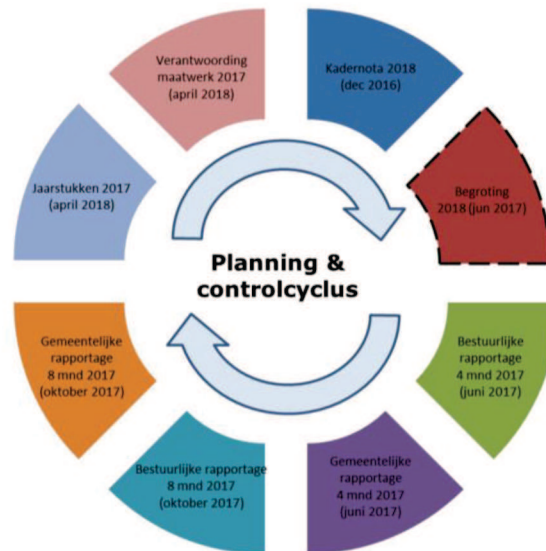 Verantwoording
maatwerk 2017
(april 2018)
Kadernota 2018
(dec 2016)
Begroting
2018 (jun 2017)
Bestuurlijke
rapportage
4 mnd 2017
(juni 2017)
Gemeentelijke
rapportage
4 mnd 2017
(juni 2017)
Bestuurlijke rapportage
8 mnd 2017
(oktober 2017)
Gemeentelijke
rapportage
8 mnd 2017
(oktober 2017)
Jaarstukken 2017
(april 2018)
Planning &
controlcyclus